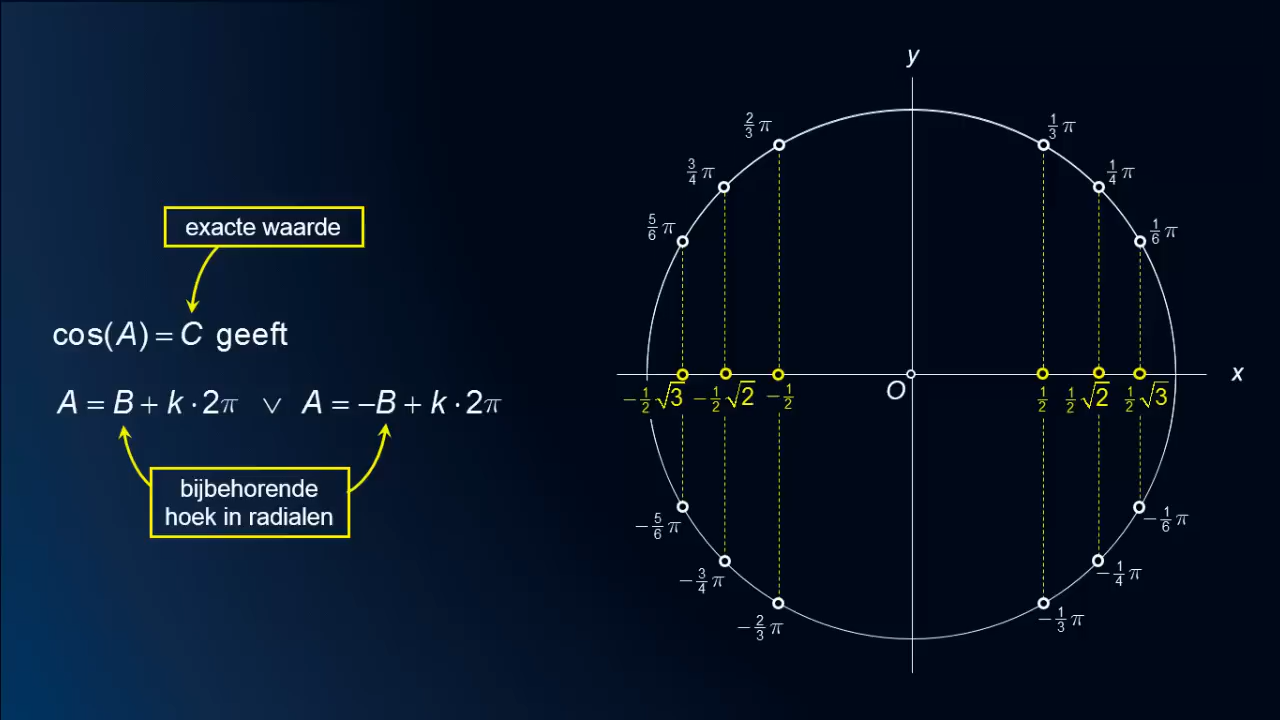 exacte waarde
cos(A) = C geeft
A = B + k · 2π ∨ A = −B + k · 2π
bijbehorende
hoek in radialen
y
2/3 π
1/3 π
3/4 π
1/4 π
5/6 π
1/6 π
x
O
−1/2 √3
−1/2 √2
−1/2
1/2
1/2 √2
1/2 √3
−5/6 π
−1/6 π
−3/4 π
−1/4 π
−2/3 π
−1/3 π